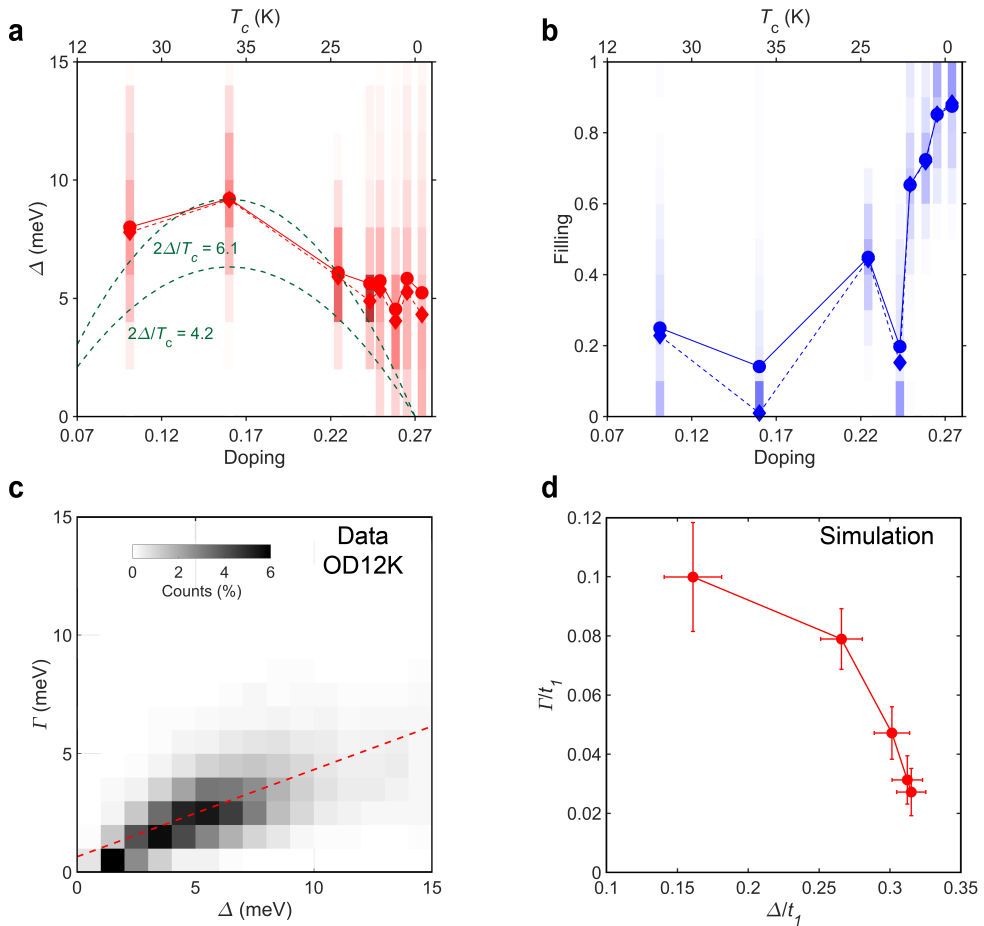 a
T_c (K)
12 30 35 25 0
15
10
5
0
Δ (meV)
2Δ/T_c = 6.1
2Δ/T_c = 4.2
0.07 0.12 0.17 0.22 0.27
Doping
b
T_c (K)
12 30 35 25 0
1
0.8
0.6
0.4
0.2
0
Filling
0.07 0.12 0.17 0.22 0.27
Doping
c
15
10
5
0
Γ (meV)
Data
OD12K
0 2 4 6
Counts (%)
0 5 10 15
Δ (meV)
d
0.12
0.1
0.08
0.06
0.04
0.02
0
Γ/t_1
Simulation
0.1 0.15 0.2 0.25 0.3 0.35
Δ/t_1